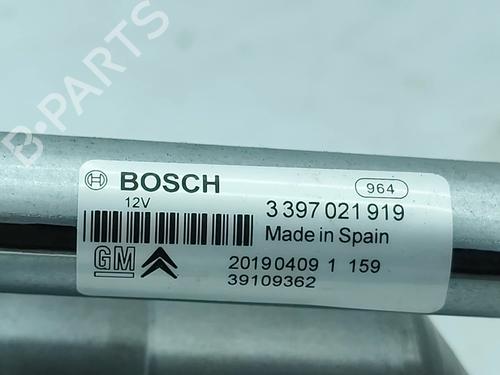 B-PARTS
BOSCH
964
12V
3 397 021 919
Made in Spain
GM
20190409 1 159
39109362